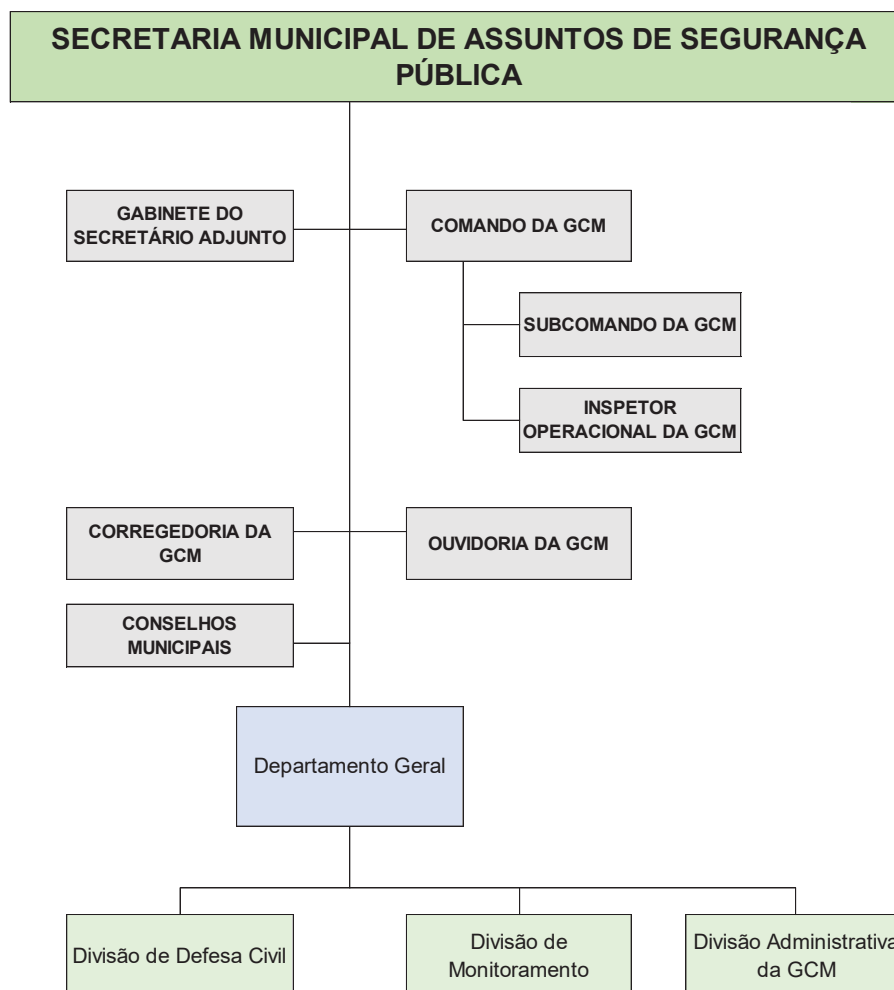 SECRETARIA MUNICIPAL DE ASSUNTOS DE SEGURANÇA
PÚBLICA
GABINETE DO
SECRETÁRIO ADJUNTO
COMANDO DA GCM
SUBCOMANDO DA GCM
INSPETOR
OPERACIONAL DA GCM
CORREGEDORIA DA
GCM
OUVIDORIA DA GCM
CONSELHOS
MUNICIPAIS
Departamento Geral
Divisão de Defesa Civil
Divisão de
Monitoramento
Divisão Administrativa
da GCM